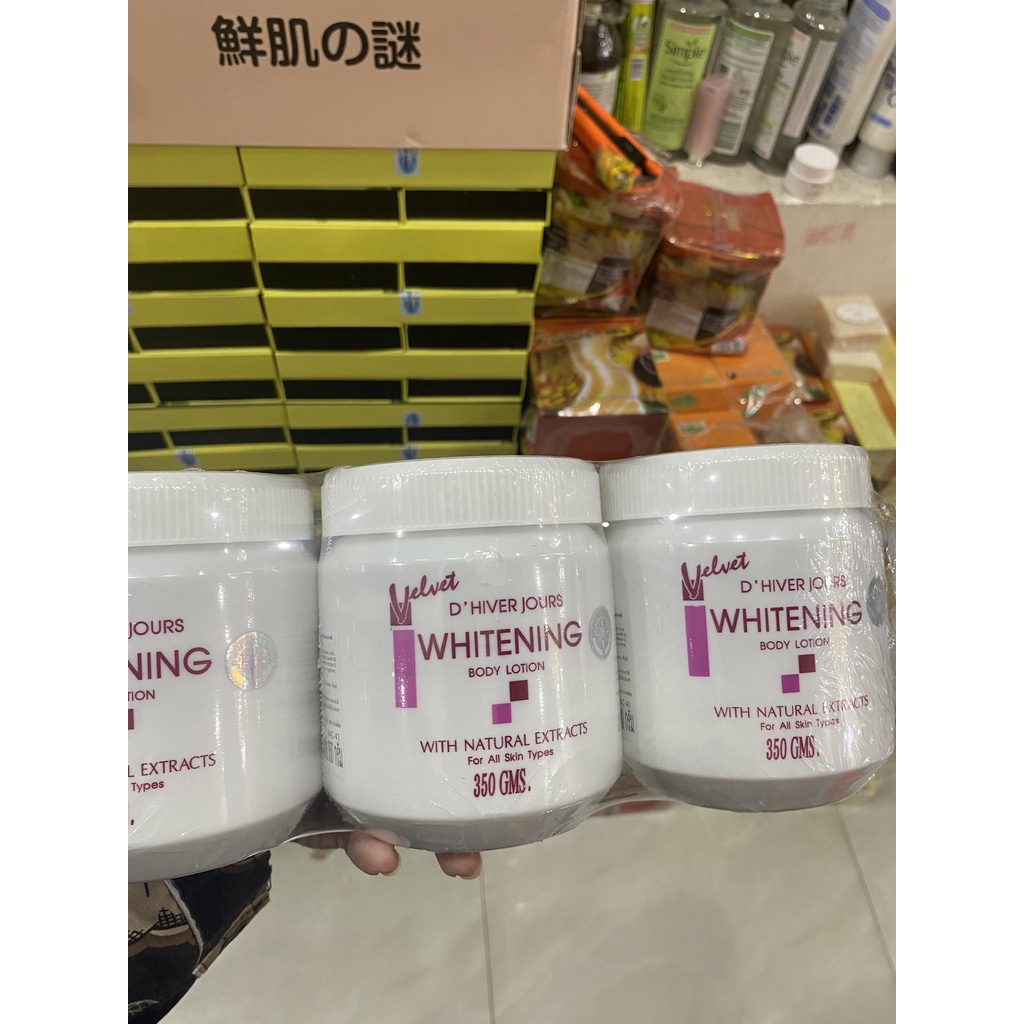 鮮肌の謎
Simple
JOURS
NING
TION
L EXTRACTS
Types
Velvet
D'HIVER JOURS
WHITENING
BODY LOTION
WITH NATURAL EXTRACTS
For All Skin Types
350 GMS.
Velvet
D'HIVER JOURS
WHITENING
BODY LOTION
WITH NATURAL EXTRACTS
For All Skin Types
350 GMS.